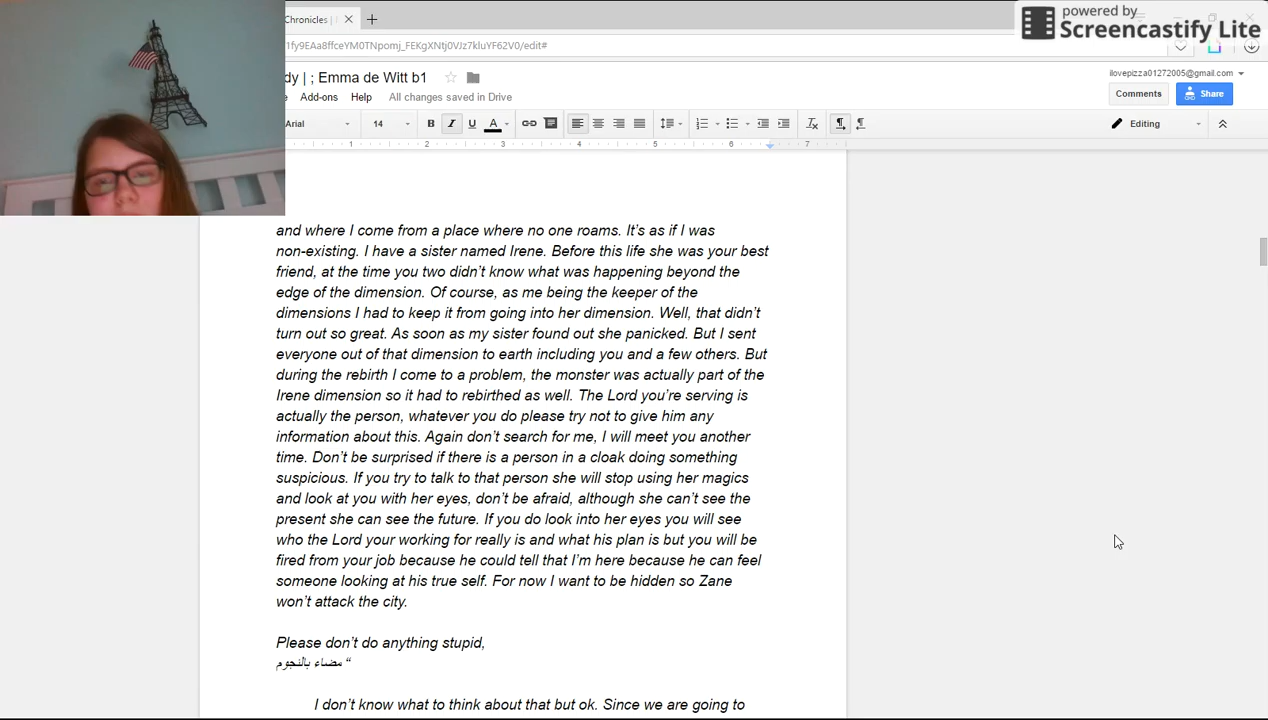 Chronicles |
powered by
Screencastify Lite
1fy9EAa8ffceYM0TNpomj_FEKgXNtj0VJz7kluYF62V0/edit#
dy | ; Emma de Witt b1
ilovepizza01272005@gmail.com
Add-ons Help All changes saved in Drive
Comments Share
Arial 14 B I U A Editing
1 2 3 4 5 6 7
and where I come from a place where no one roams. It's as if I was
non-existing. I have a sister named Irene. Before this life she was your best
friend, at the time you two didn't know what was happening beyond the
edge of the dimension. Of course, as me being the keeper of the
dimensions I had to keep it from going into her dimension. Well, that didn't
turn out so great. As soon as my sister found out she panicked. But I sent
everyone out of that dimension to earth including you and a few others. But
during the rebirth I come to a problem, the monster was actually part of the
Irene dimension so it had to rebirthed as well. The Lord you're serving is
actually the person, whatever you do please try not to give him any
information about this. Again don't search for me, I will meet you another
time. Don't be surprised if there is a person in a cloak doing something
suspicious. If you try to talk to that person she will stop using her magics
and look at you with her eyes, don't be afraid, although she can't see the
present she can see the future. If you do look into her eyes you will see
who the Lord your working for really is and what his plan is but you will be
fired from your job because he could tell that I'm here because he can feel
someone looking at his true self. For now I want to be hidden so Zane
won't attack the city.
Please don't do anything stupid,
مضاء بالنجوم “
I don't know what to think about that but ok. Since we are going to